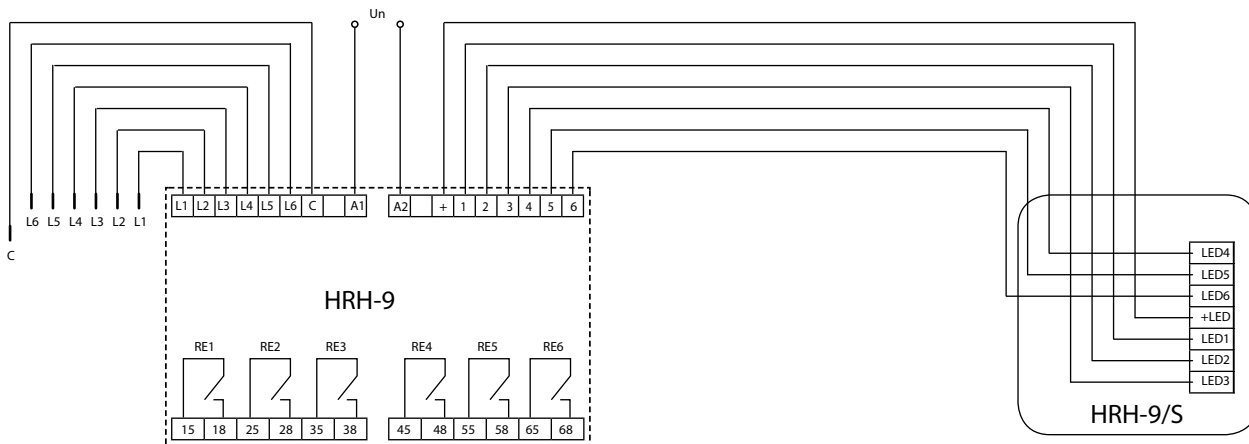 Un
L1 L2 L3 L4 L5 L6 C A1
A2 + 1 2 3 4 5 6
L6 L5 L4 L3 L2 L1
C
LED4
LED5
LED6
+LED
LED1
LED2
LED3
HRH-9
RE1 RE2 RE3 RE4 RE5 RE6
15 18 25 28 35 38
45 48 55 58 65 68
HRH-9/S